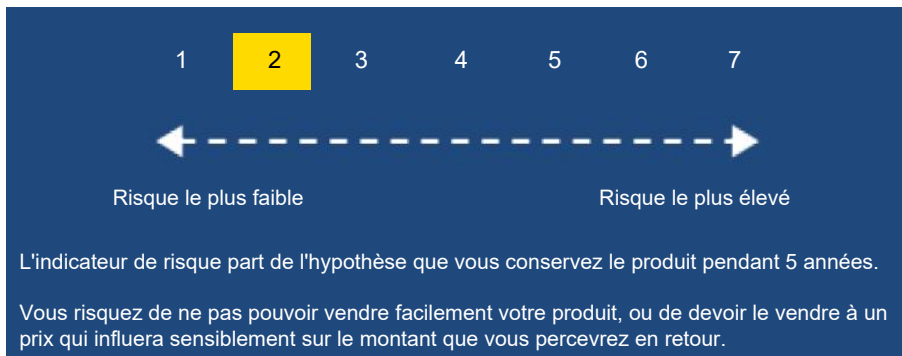 1 2 3 4 5 6 7
Risque le plus faible Risque le plus élevé
L'indicateur de risque part de l'hypothèse que vous conservez le produit pendant 5 années.
Vous risquez de ne pas pouvoir vendre facilement votre produit, ou de devoir le vendre à un
prix qui influera sensiblement sur le montant que vous percevrez en retour.